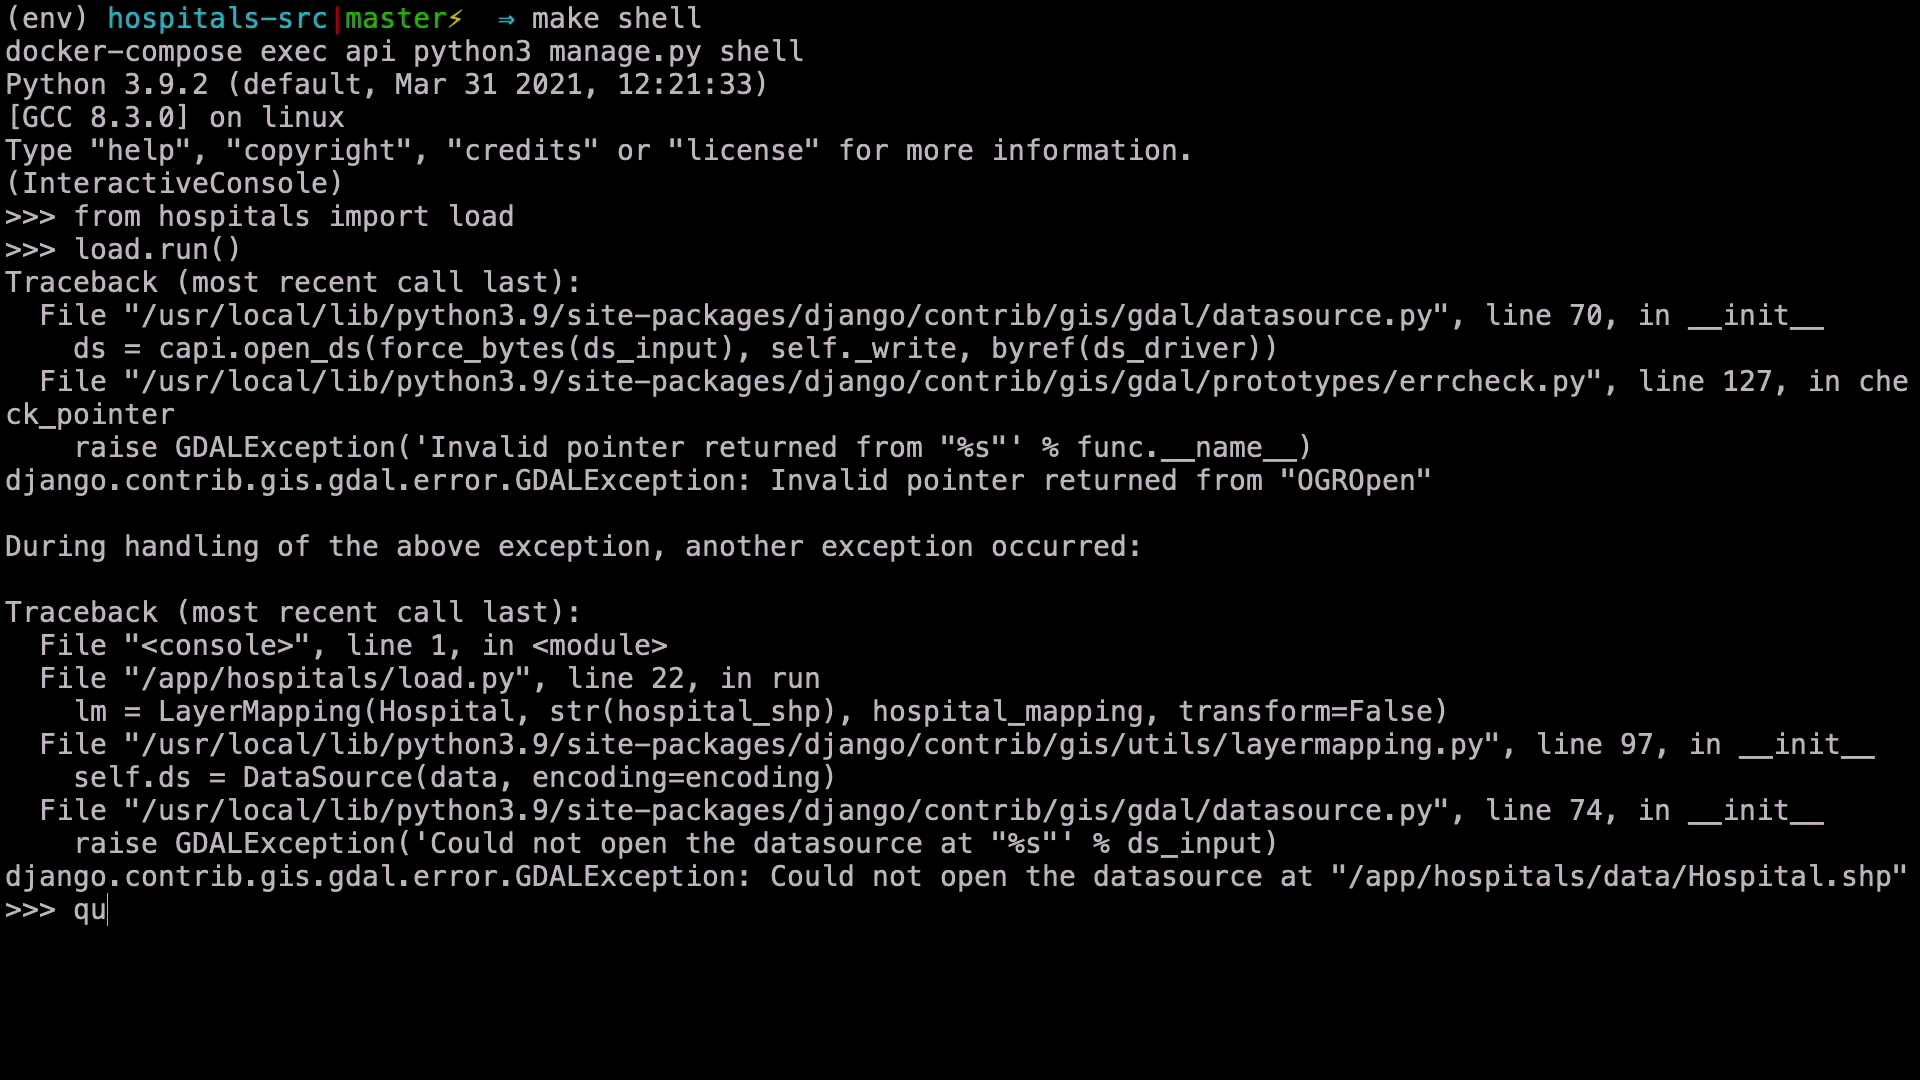 (env) hospitals-src|master⚡ ⇒ make shell
docker-compose exec api python3 manage.py shell
Python 3.9.2 (default, Mar 31 2021, 12:21:33)
[GCC 8.3.0] on linux
Type "help", "copyright", "credits" or "license" for more information.
(InteractiveConsole)
>>> from hospitals import load
>>> load.run()
Traceback (most recent call last):
  File "/usr/local/lib/python3.9/site-packages/django/contrib/gis/gdal/datasource.py", line 70, in __init__
    ds = capi.open_ds(force_bytes(ds_input), self._write, byref(ds_driver))
  File "/usr/local/lib/python3.9/site-packages/django/contrib/gis/gdal/prototypes/errcheck.py", line 127, in che
ck_pointer
    raise GDALException('Invalid pointer returned from "%s"' % func.__name__)
django.contrib.gis.gdal.error.GDALException: Invalid pointer returned from "OGROpen"

During handling of the above exception, another exception occurred:

Traceback (most recent call last):
  File "<console>", line 1, in <module>
  File "/app/hospitals/load.py", line 22, in run
    lm = LayerMapping(Hospital, str(hospital_shp), hospital_mapping, transform=False)
  File "/usr/local/lib/python3.9/site-packages/django/contrib/gis/utils/layermapping.py", line 97, in __init__
    self.ds = DataSource(data, encoding=encoding)
  File "/usr/local/lib/python3.9/site-packages/django/contrib/gis/gdal/datasource.py", line 74, in __init__
    raise GDALException('Could not open the datasource at "%s"' % ds_input)
django.contrib.gis.gdal.error.GDALException: Could not open the datasource at "/app/hospitals/data/Hospital.shp"
>>> qu